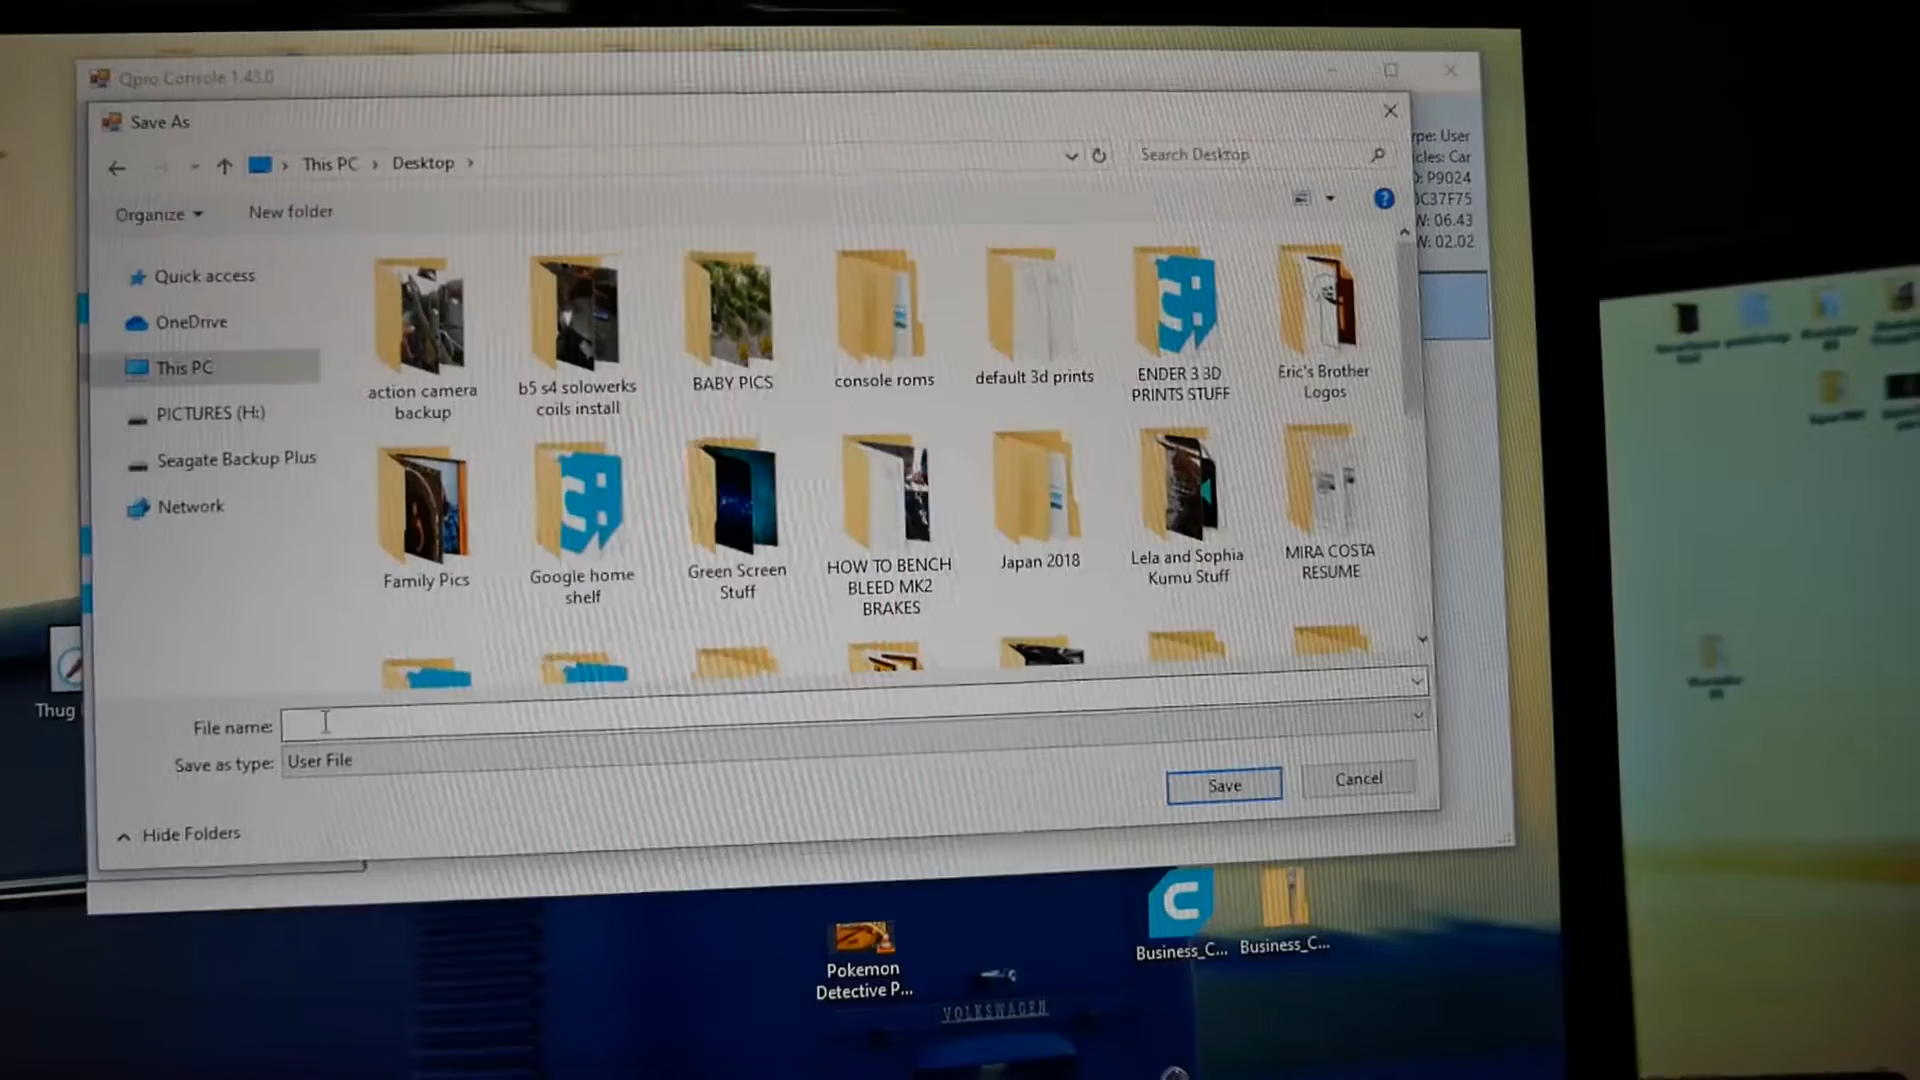 Qpro Console 1.43.0
Save As
This PC
Desktop
Search Desktop
Organize
New folder
Quick access
OneDrive
This PC
PICTURES (H:)
Seagate Backup Plus
Network
action camera
backup
b5 s4 solowerks
coils install
BABY PICS
console roms
default 3d prints
ENDER 3 3D
PRINTS STUFF
Eric's Brother
Logos
Family Pics
Google home
shelf
Green Screen
Stuff
HOW TO BENCH
BLEED MK2
BRAKES
Japan 2018
Lela and Sophia
Kumu Stuff
MIRA COSTA
RESUME
File name:
Save as type:
User File
Save
Cancel
Hide Folders
rpe: User
cles: Car
: P9024
C37F75
W: 06.43
W: 02.02
Thug
Pokemon
Detective P...
Business_C...
Business_C...
VOLKSWAGEN